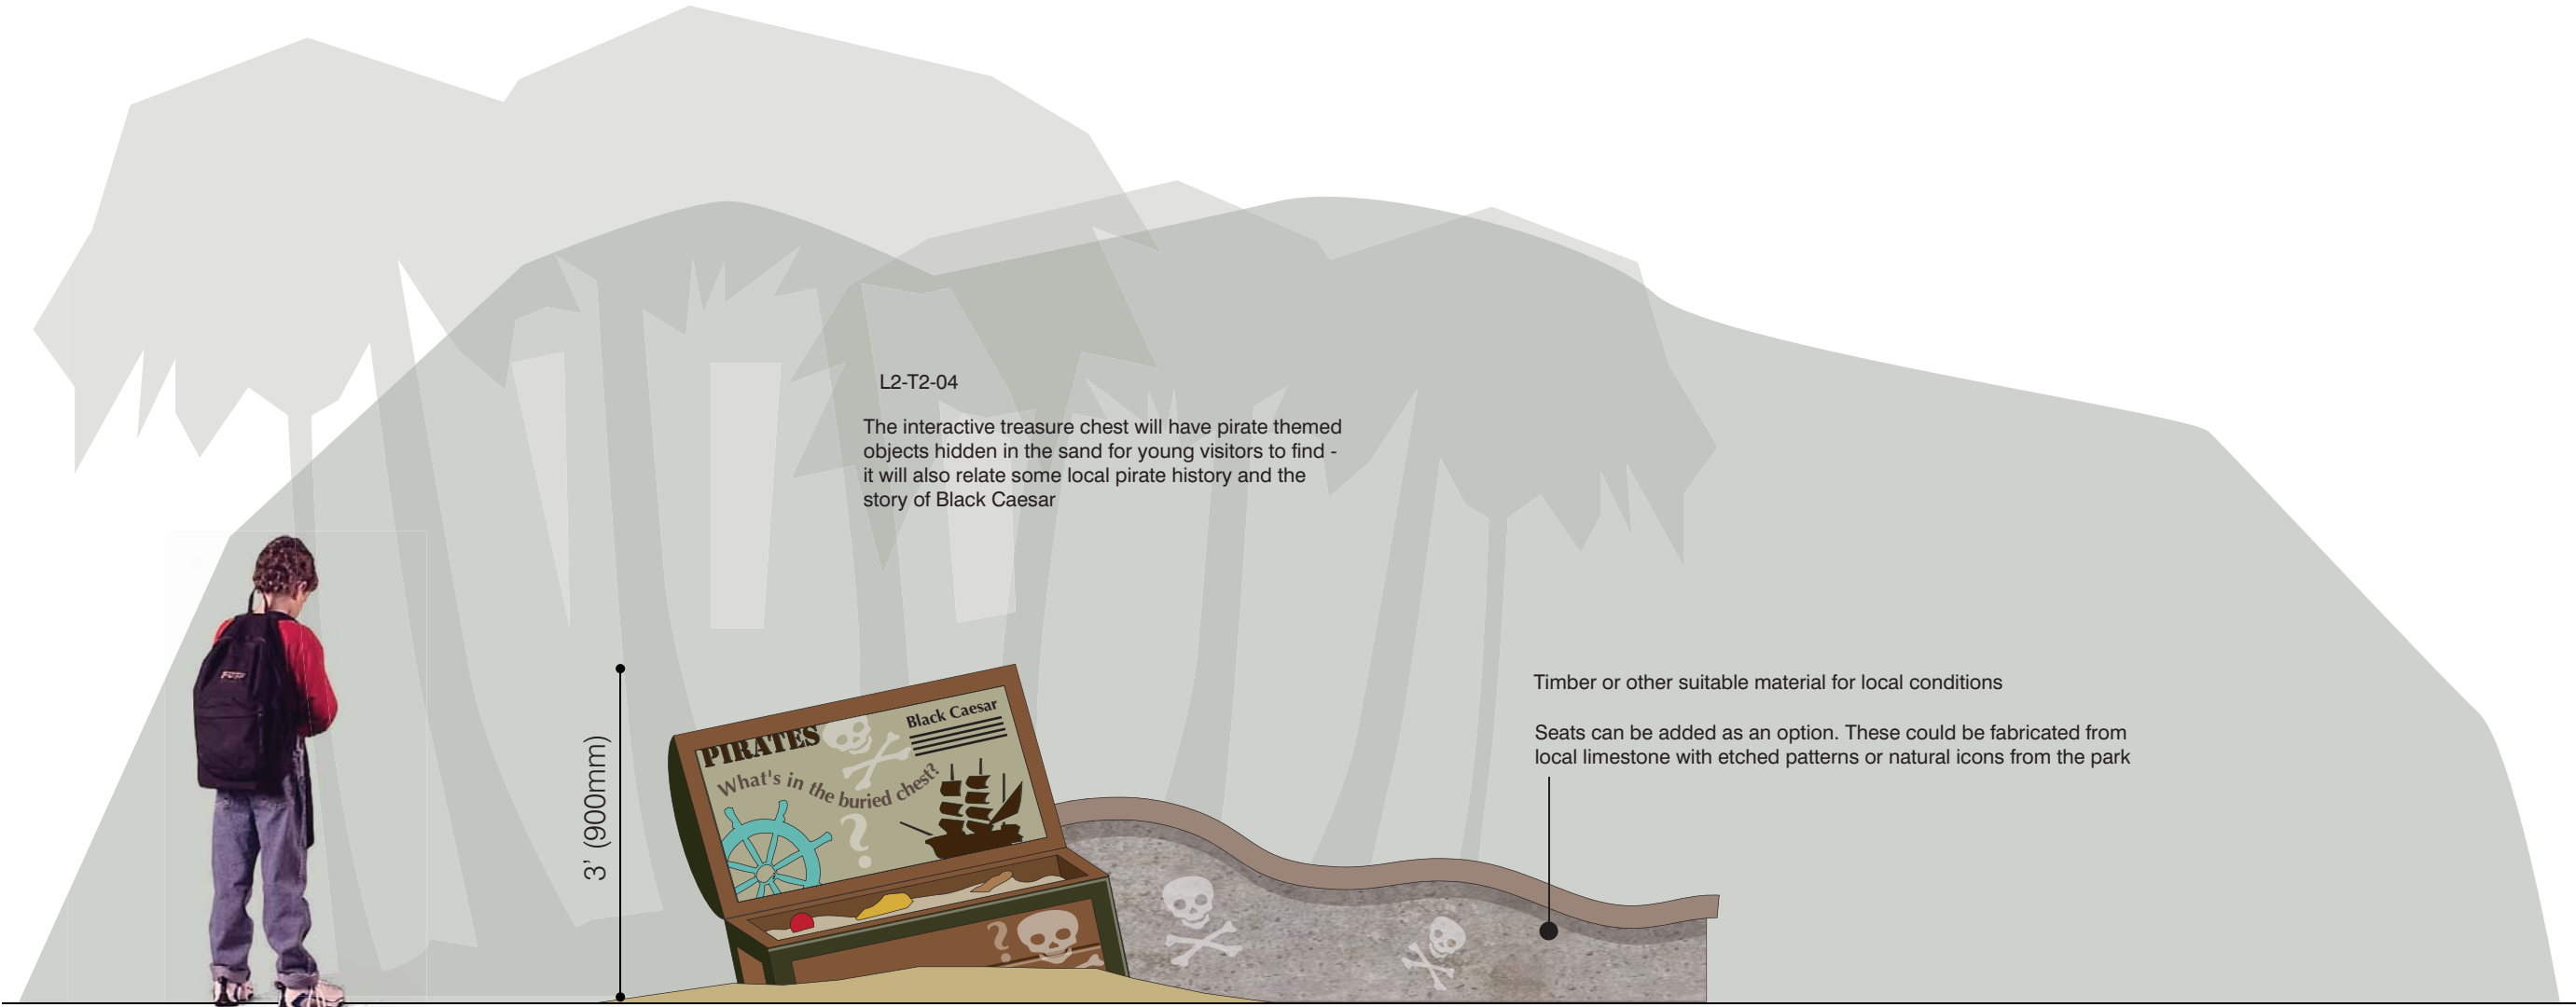 L2-T2-04
The interactive treasure chest will have pirate themed
objects hidden in the sand for young visitors to find -
it will also relate some local pirate history and the
story of Black Caesar
Timber or other suitable material for local conditions
Seats can be added as an option. These could be fabricated from
local limestone with etched patterns or natural icons from the park
3' (900mm)
PIRATES
Black Caesar
What's in the buried chest?
?
?